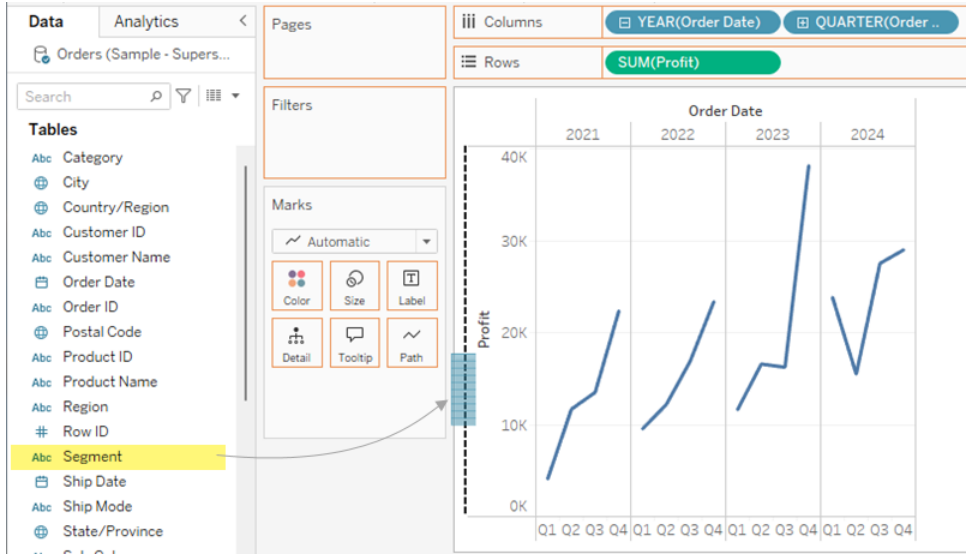 Data
Analytics
<
Orders (Sample - Supers...
Search
Tables
Abc Category
City
Country/Region
Abc Customer ID
Abc Customer Name
Order Date
Abc Order ID
Postal Code
Abc Product ID
Abc Product Name
Abc Region
# Row ID
Abc Segment
Ship Date
Abc Ship Mode
State/Province
Pages
Filters
Marks
Automatic
Color Size Label
Detail Tooltip Path
Columns YEAR(Order Date) QUARTER(Order ..
Rows SUM(Profit)
Order Date
2021 2022 2023 2024
Profit
40K
30K
20K
10K
0K
Q1 Q2 Q3 Q4 Q1 Q2 Q3 Q4 Q1 Q2 Q3 Q4 Q1 Q2 Q3 Q4